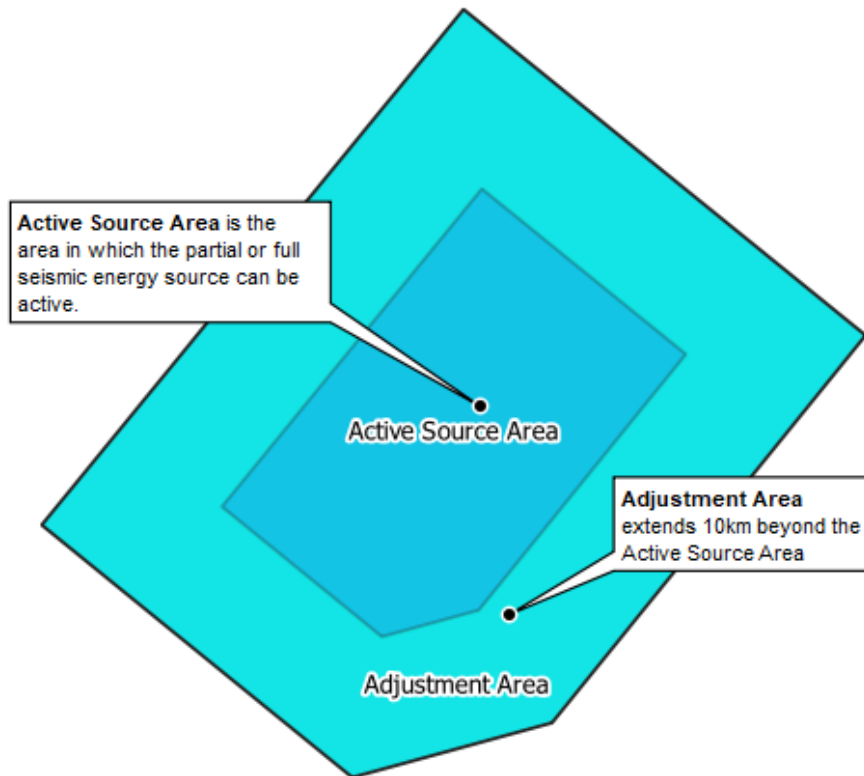 Active Source Area is the
area in which the partial or full
seismic energy source can be
active.
Active Source Area
Adjustment Area
extends 10km beyond the
Active Source Area
Adjustment Area